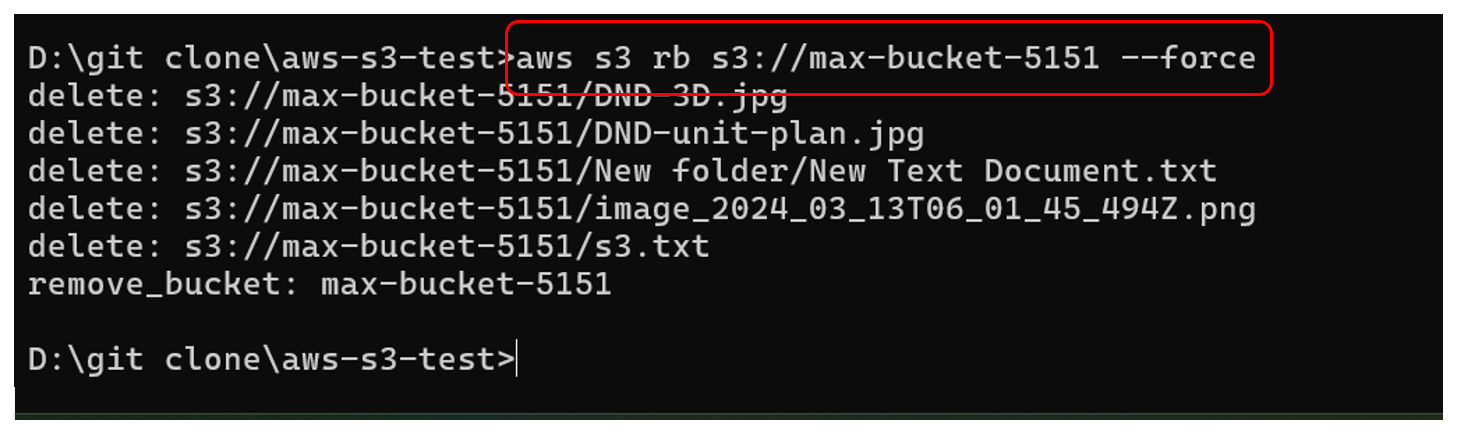 D:\git clone\aws-s3-test>aws s3 rb s3://max-bucket-5151 --force
delete: s3://max-bucket-5151/DND-3D.jpg
delete: s3://max-bucket-5151/DND-unit-plan.jpg
delete: s3://max-bucket-5151/New folder/New Text Document.txt
delete: s3://max-bucket-5151/image_2024_03_13T06_01_45_494Z.png
delete: s3://max-bucket-5151/s3.txt
remove_bucket: max-bucket-5151
D:\git clone\aws-s3-test>